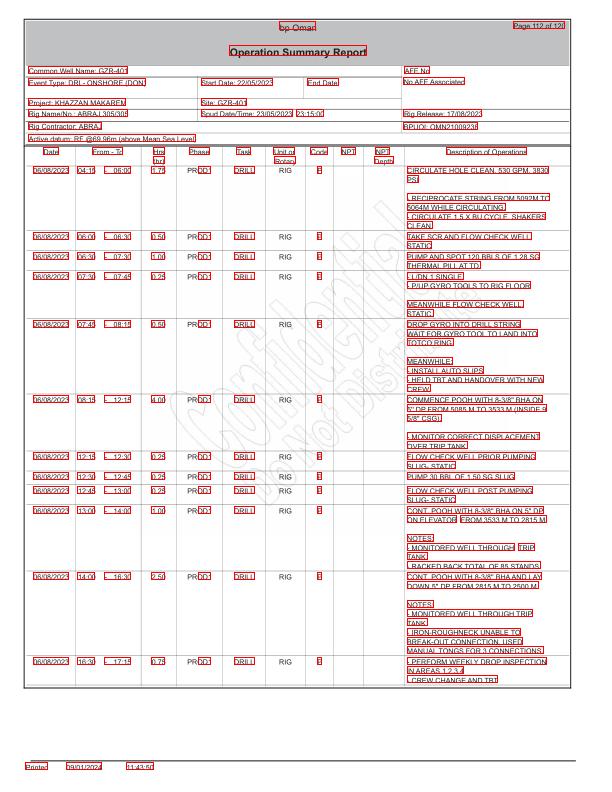 bp Oman
Page 112 of 120
Operation Summary Report
Common Well Name: GZR-401
AFE No
Event Type: DRL- ONSHORE (DON)
Start Date: 22/05/2023
End Date
No AFE Associated
Project: KHAZZAN MAKAREM
Site: GZR-401
Rig Name/No.: ABRAJ 305/305
Spud Date/Time: 23/05/2023 23:15:00
Rig Release: 17/08/2023
Rig Contractor: ABRAJ
BPUOI: OMN21009236
Active datum: RF @69.96m (above Mean Sea Level)
Date From - To Hrs (hr) Phase Task Unit or Rotary Code NPT NPT Depth Description of Operations
06/08/2023 04:15 - 06:00 1.75 PROD1 DRILL RIG P CIRCULATE HOLE CLEAN. 530 GPM, 3830
PSI
- RECIPROCATE STRING FROM 5092M TO
5064M WHILE CIRCULATING
- CIRCULATE 1.5 X BU CYCLE. SHAKERS
CLEAN
06/08/2023 06:00 - 06:30 0.50 PROD1 DRILL RIG P TAKE SCR AND FLOW CHECK WELL
STATIC
06/08/2023 06:30 - 07:30 1.00 PROD1 DRILL RIG P PUMP AND SPOT 120 BBLS OF 1.28 SG
THERMAL PILL AT TD
06/08/2023 07:30 - 07:45 0.25 PROD1 DRILL RIG P - L/DN 1 SINGLE
- P/UP GYRO TOOLS TO RIG FLOOR
MEANWHILE FLOW CHECK WELL
STATIC
06/08/2023 07:45 - 08:15 0.50 PROD1 DRILL RIG P DROP GYRO INTO DRILL STRING
WAIT FOR GYRO TOOL TO LAND INTO
TOTCO RING
MEANWHILE:
- INSTALL AUTO SLIPS
- HELD TBT AND HANDOVER WITH NEW
CREW
06/08/2023 08:15 - 12:15 4.00 PROD1 DRILL RIG P COMMENCE POOH WITH 8-3/8" BHA ON
5" DP FROM 5085 M TO 3533 M (INSIDE 9
5/8" CSG)
- MONITOR CORRECT DISPLACEMENT
OVER TRIP TANK
06/08/2023 12:15 - 12:30 0.25 PROD1 DRILL RIG P FLOW CHECK WELL PRIOR PUMPING
SLUG- STATIC
06/08/2023 12:30 - 12:45 0.25 PROD1 DRILL RIG P PUMP 30 BBL OF 1.50 SG SLUG
06/08/2023 12:45 - 13:00 0.25 PROD1 DRILL RIG P FLOW CHECK WELL POST PUMPING
SLUG- STATIC
06/08/2023 13:00 - 14:00 1.00 PROD1 DRILL RIG P CONT. POOH WITH 8-3/8" BHA ON 5" DP
ON ELEVATOR FROM 3533 M TO 2815 M
NOTES:
- MONITORED WELL THROUGH TRIP
TANK
- RACKED BACK TOTAL OF 85 STANDS
06/08/2023 14:00 - 16:30 2.50 PROD1 DRILL RIG P CONT. POOH WITH 8-3/8" BHA AND LAY
DOWN 5" DP FROM 2815 M TO 2500 M
NOTES:
- MONITORED WELL THROUGH TRIP
TANK
- IRON-ROUGHNECK UNABLE TO
BREAK-OUT CONNECTION. USED
MANUAL TONGS FOR 3 CONNECTIONS
06/08/2023 16:30 - 17:15 0.75 PROD1 DRILL RIG P - PERFORM WEEKLY DROP INSPECTION
IN AREAS 1,2,3,4
- CREW CHANGE AND TBT
Confidential
Do Not Distribute
Printed 09/01/2024 11:43:50